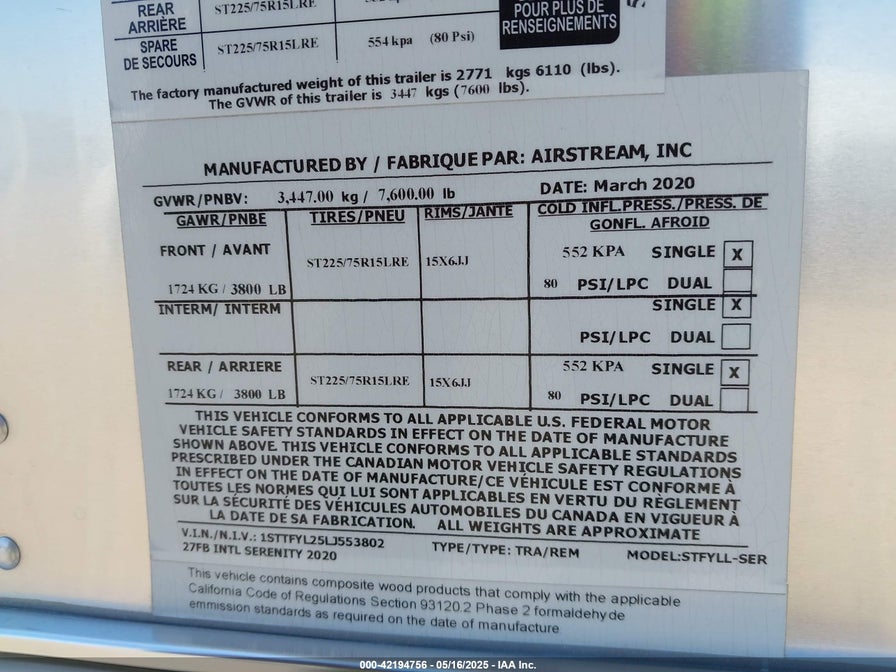 REAR
ARRIÈRE ST225/75R15LRE
POUR PLUS DE
RENSEIGNEMENTS
SPARE
DE SECOURS ST225/75R15LRE 554 kpa (80 Psi)
The factory manufactured weight of this trailer is 2771 kgs 6110 (lbs).
The GVWR of this trailer is 3447 kgs (7600 lbs).
MANUFACTURED BY / FABRIQUE PAR: AIRSTREAM, INC
GVWR/PNBV: 3,447.00 kg / 7,600.00 lb DATE: March 2020
GAWR/PNBE TIRES/PNEU RIMS/JANTE COLD INFL.PRESS./PRESS. DE
GONFL. AFROID
FRONT / AVANT 552 KPA SINGLE X
ST225/75R15LRE 15X6JJ
1724 KG / 3800 LB 80 PSI/LPC DUAL
INTERM/ INTERM SINGLE X
PSI/LPC DUAL
REAR / ARRIERE 552 KPA SINGLE X
ST225/75R15LRE 15X6JJ
1724 KG / 3800 LB 80 PSI/LPC DUAL
THIS VEHICLE CONFORMS TO ALL APPLICABLE U.S. FEDERAL MOTOR
VEHICLE SAFETY STANDARDS IN EFFECT ON THE DATE OF MANUFACTURE
SHOWN ABOVE. THIS VEHICLE CONFORMS TO ALL APPLICABLE STANDARDS
PRESCRIBED UNDER THE CANADIAN MOTOR VEHICLE SAFETY REGULATIONS
IN EFFECT ON THE DATE OF MANUFACTURE/CE VÉHICULE EST CONFORME À
TOUTES LES NORMES QUI LUI SONT APPLICABLES EN VERTU DU RÈGLEMENT
SUR LA SÉCURITÉ DES VÉHICULES AUTOMOBILES DU CANADA EN VIGUEUR À
LA DATE DE SA FABRICATION. ALL WEIGHTS ARE APPROXIMATE
V.I.N./N.I.V.: 1STTFYL25LJ553802
27FB INTL SERENITY 2020 TYPE/TYPE: TRA/REM MODEL:STFYLL-SER
This vehicle contains composite wood products that comply with the applicable
California Code of Regulations Section 93120.2 Phase 2 formaldehyde
emmission standards as required on the date of manufacture
000-42194756 - 05/16/2025 - IAA Inc.